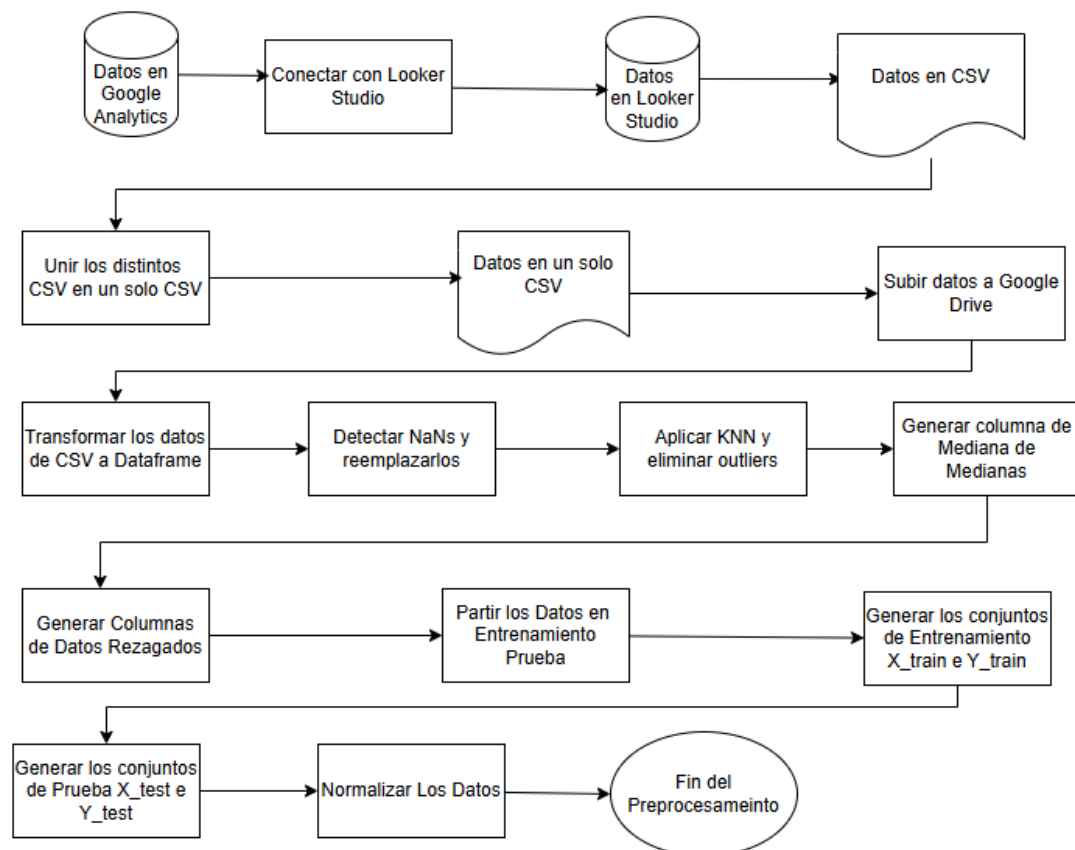 Datos en
Google
Analytics
Conectar con Looker
Studio
Datos
en Looker
Studio
Datos en CSV
Unir los distintos
CSV en un solo CSV
Datos en un solo
CSV
Subir datos a Google
Drive
Transformar los datos
de CSV a Dataframe
Detectar NaNs y
reemplazarlos
Aplicar KNN y
eliminar outliers
Generar columna de
Mediana de
Medianas
Generar Columnas
de Datos Rezagados
Partir los Datos en
Entrenamiento
Prueba
Generar los conjuntos
de Entrenamiento
X_train e Y_train
Generar los conjuntos
de Prueba X_test e
Y_test
Normalizar Los Datos
Fin del
Preprocesameinto